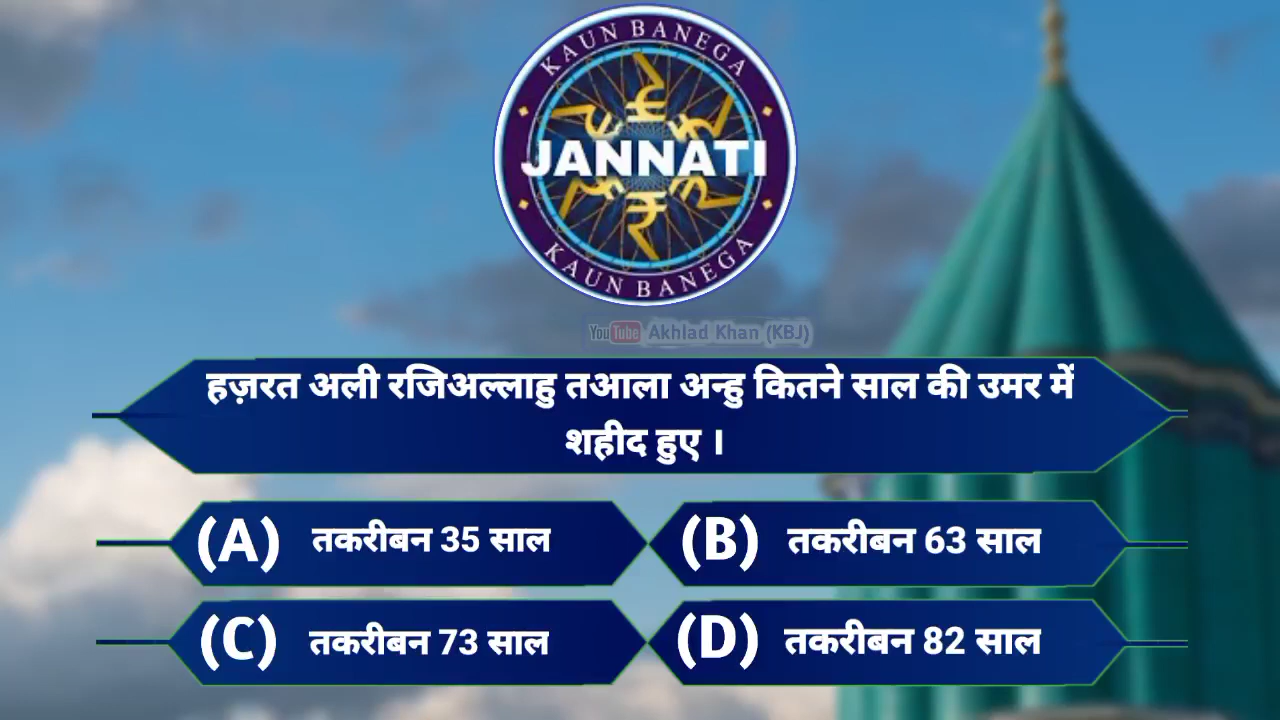 KAUN BANEGA
JANNATI
KAUN BANEGA
YouTube Akhlad Khan (KBJ)
हज़रत अली रजिअल्लाहु तआला अन्हु कितने साल की उमर में
शहीद हुए ।
(A) तकरीबन 35 साल
(B) तकरीबन 63 साल
(C) तकरीबन 73 साल
(D) तकरीबन 82 साल